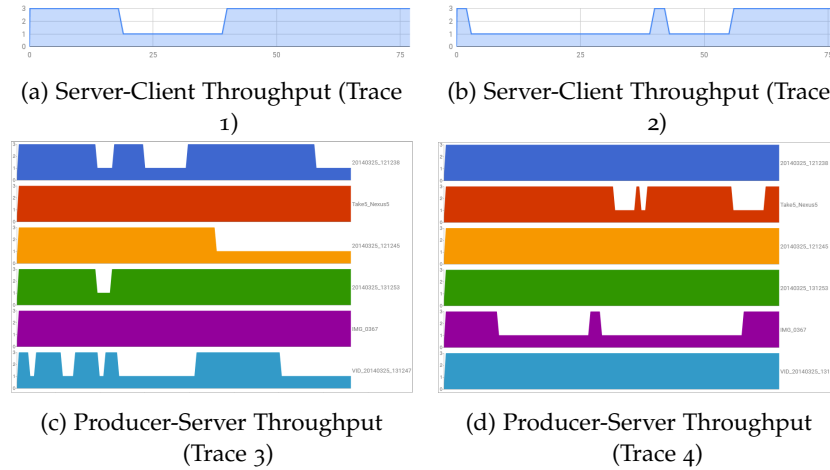 3
2
1
0
0
25
50
75
3
2
1
0
0
25
50
75
(a) Server-Client Throughput (Trace
1)
(b) Server-Client Throughput (Trace
2)
20140325_121238
Take5_Nexus5
20140325_121245
20140325_131253
IMG_0367
VID_20140325_131247
20140325_121238
Take5_Nexus5
20140325_121245
20140325_131253
IMG_0367
VID_20140325_131
(c) Producer-Server Throughput
(Trace 3)
(d) Producer-Server Throughput
(Trace 4)